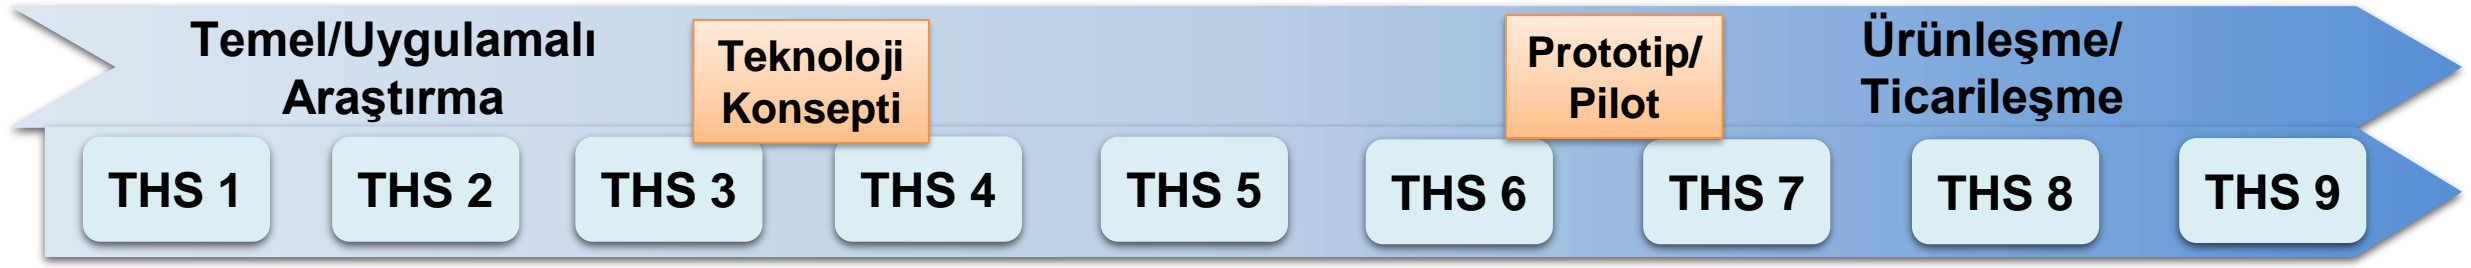 Temel/Uygulamalı
Araştırma
Teknoloji
Konsepti
Prototip/
Pilot
Ürünleşme/
Ticarileşme
THS 1
THS 2
THS 3
THS 4
THS 5
THS 6
THS 7
THS 8
THS 9